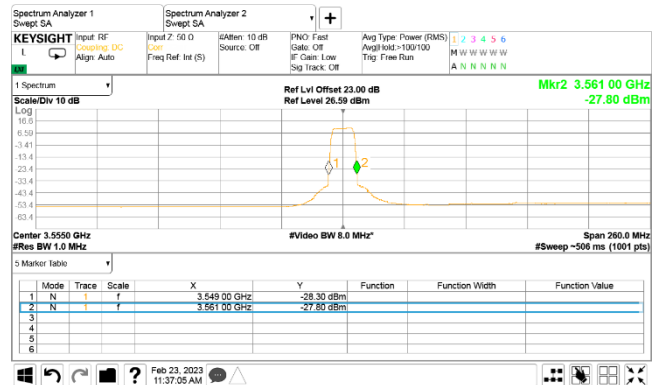 Spectrum Analyzer 1
Swept SA
Spectrum Analyzer 2
Swept SA
+
KEYSIGHT
L
Input: RF
Coupling: DC
Align: Auto
Input Z: 50 Ω
Corr
Freq Ref: Int (S)
#Atten: 10 dB
Source: Off
PNO: Fast
Gate: Off
IF Gain: Low
Sig Track: Off
Avg Type: Power (RMS)
Avg|Hold:>100/100
Trig: Free Run
1 2 3 4 5 6
M W W W W W
A N N N N N
1 Spectrum
Scale/Div 10 dB
Ref Lvl Offset 23.00 dB
Ref Level 26.59 dBm
Mkr2 3.561 00 GHz
-27.80 dBm
Log
16.6
6.59
-3.41
-13.4
-23.4
-33.4
-43.4
-53.4
-63.4
1
2
Center 3.5550 GHz
#Res BW 1.0 MHz
#Video BW 8.0 MHz*
Span 260.0 MHz
#Sweep ~506 ms (1001 pts)
5 Marker Table
Mode Trace Scale X Y Function Function Width Function Value
1 N 1 f 3.549 00 GHz -28.30 dBm
2 N 1 f 3.561 00 GHz -27.80 dBm
3
4
5
6
?
Feb 23, 2023
11:37:05 AM